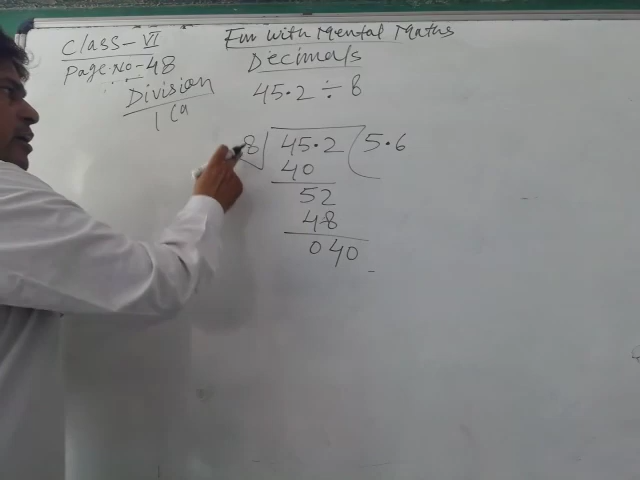 Class-VI
Fun with Mental Maths
Page.No-48
Decimals
Division
45.2 ÷ 8
1 (a
8 45.2 5.6
40
52
48
040